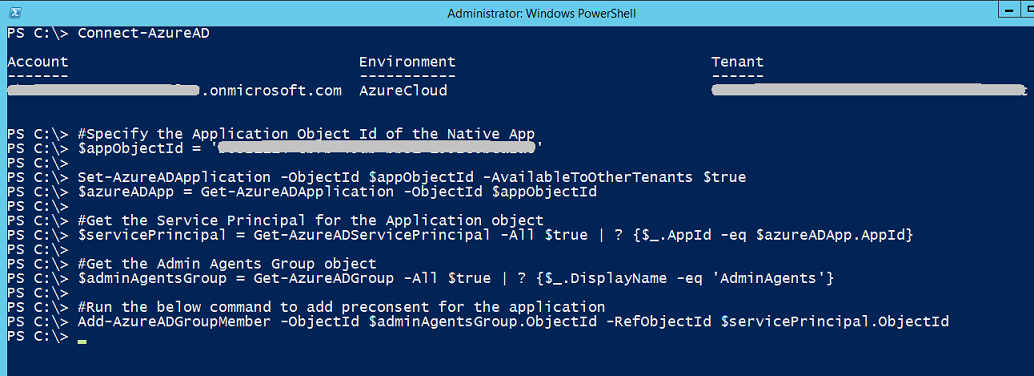 Administrator: Windows PowerShell
PS C:\> Connect-AzureAD
Account Environment Tenant
------- ----------- ------
.onmicrosoft.com AzureCloud
PS C:\> #Specify the Application Object Id of the Native App
PS C:\> $appObjectId = ' '
PS C:\>
PS C:\> Set-AzureADApplication -ObjectId $appObjectId -AvailableToOtherTenants $true
PS C:\> $azureADApp = Get-AzureADApplication -ObjectId $appObjectId
PS C:\>
PS C:\> #Get the Service Principal for the Application object
PS C:\> $servicePrincipal = Get-AzureADServicePrincipal -All $true | ? {$_.AppId -eq $azureADApp.AppId}
PS C:\>
PS C:\> #Get the Admin Agents Group object
PS C:\> $adminAgentsGroup = Get-AzureADGroup -All $true | ? {$_.DisplayName -eq 'AdminAgents'}
PS C:\>
PS C:\> #Run the below command to add preconsent for the application
PS C:\> Add-AzureADGroupMember -ObjectId $adminAgentsGroup.ObjectId -RefObjectId $servicePrincipal.ObjectId
PS C:\>